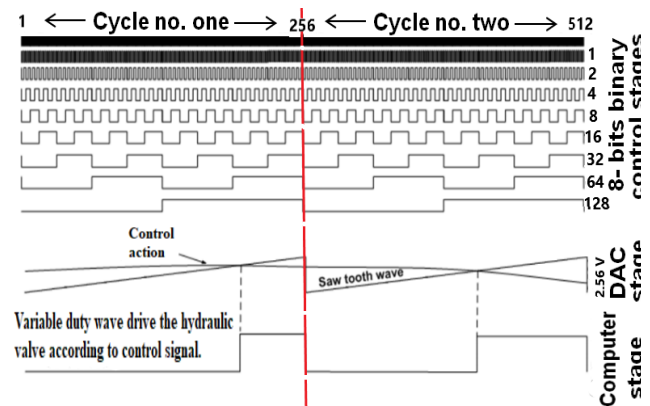 1 Cycle no. one 256 Cycle no. two 512
1
2
4
8
16
32
64
128
8- bits binary
control stages
Control
action
Saw tooth wave
2.56 V
DAC
stage
Variable duty wave drive the hydraulic
valve according to control signal.
Computer
stage